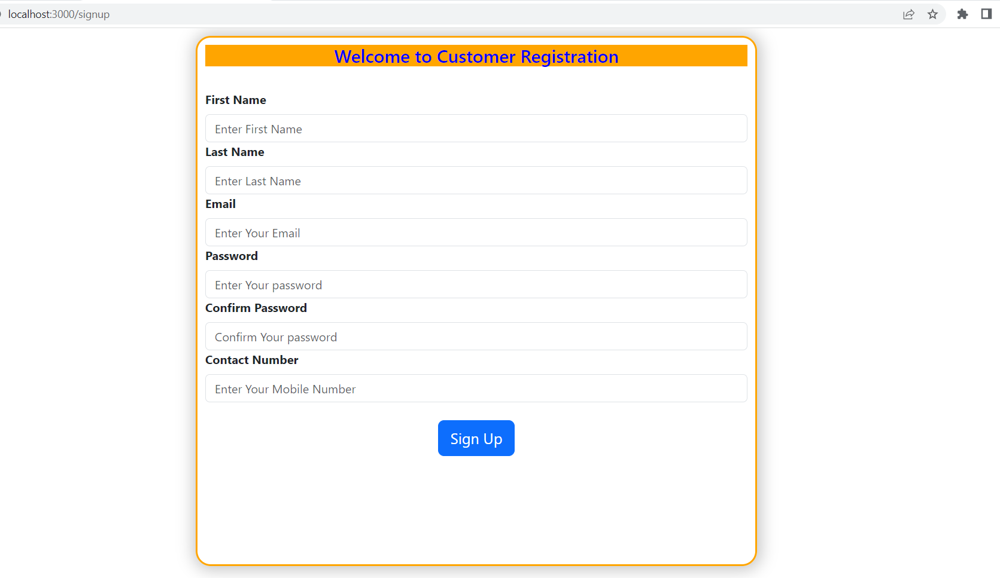 localhost:3000/signup
Welcome to Customer Registration
First Name
Enter First Name
Last Name
Enter Last Name
Email
Enter Your Email
Password
Enter Your password
Confirm Password
Confirm Your password
Contact Number
Enter Your Mobile Number
Sign Up